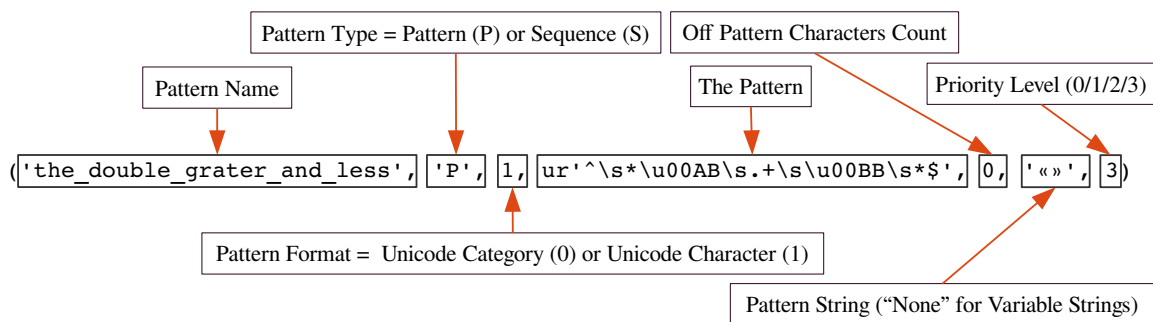 Pattern Type = Pattern (P) or Sequence (S)
Off Pattern Characters Count
Pattern Name
The Pattern
Priority Level (0/1/2/3)
('the_double_grater_and_less', 'P', 1, ur'^\s*\u00AB\s.+\s\u00BB\s*$', 0, '«»', 3)
Pattern Format = Unicode Category (0) or Unicode Character (1)
Pattern String (“None” for Variable Strings)